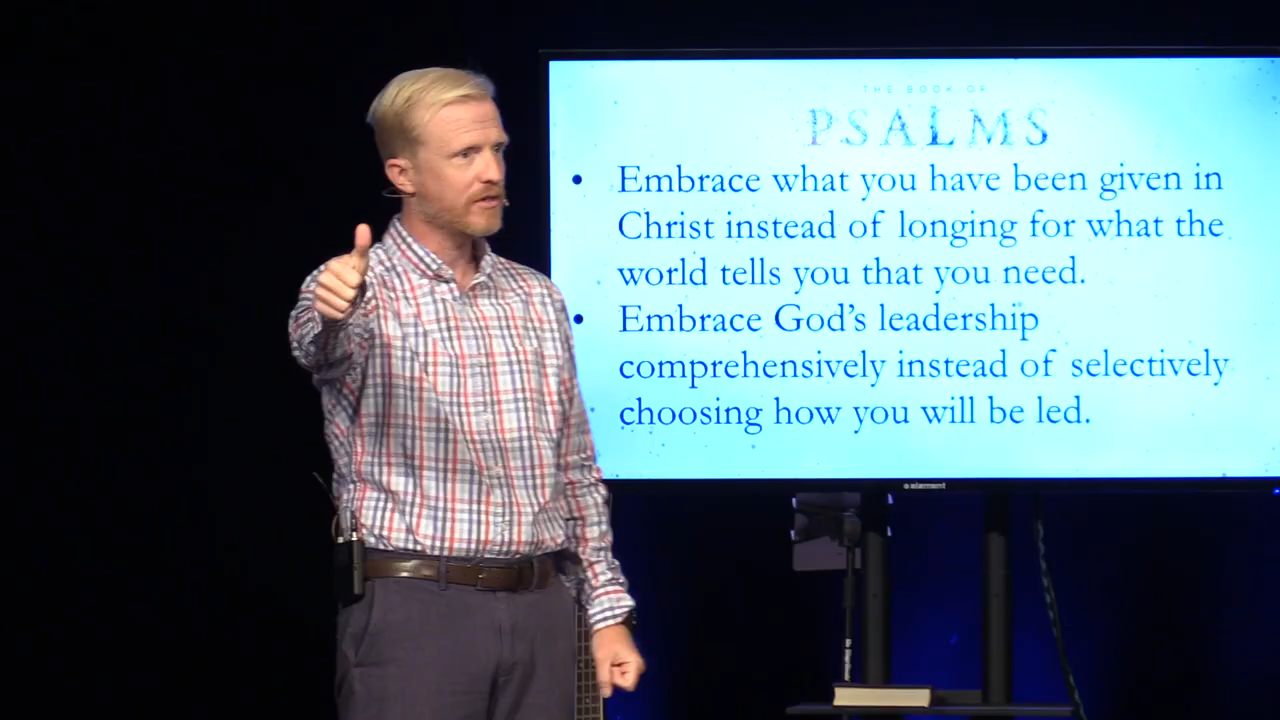 THE BOOK OF
PSALMS
• Embrace what you have been given in
Christ instead of longing for what the
world tells you that you need.
• Embrace God's leadership
comprehensively instead of selectively
choosing how you will be led.
element